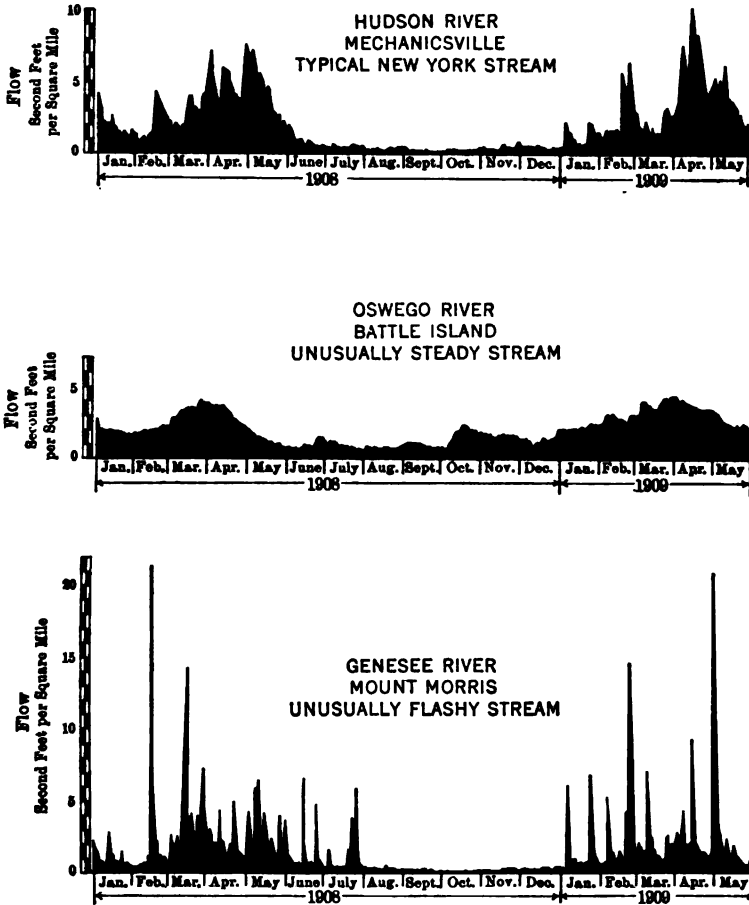 HUDSON RIVER
MECHANICSVILLE
TYPICAL NEW YORK STREAM
Flow
Second Feet
per Square Mile
10
5
0
Jan. Feb. Mar. Apr. May June July Aug. Sept. Oct. Nov. Dec. Jan. Feb. Mar. Apr. May
1908 1909
OSWEGO RIVER
BATTLE ISLAND
UNUSUALLY STEADY STREAM
Flow
Second Feet
per Square Mile
5
0
Jan. Feb. Mar. Apr. May June July Aug. Sept. Oct. Nov. Dec. Jan. Feb. Mar. Apr. May
1908 1909
GENESEE RIVER
MOUNT MORRIS
UNUSUALLY FLASHY STREAM
Flow
Second Feet per Square Mile
20
15
10
5
0
Jan. Feb. Mar. Apr. May June July Aug. Sept. Oct. Nov. Dec. Jan. Feb. Mar. Apr. May
1908 1909